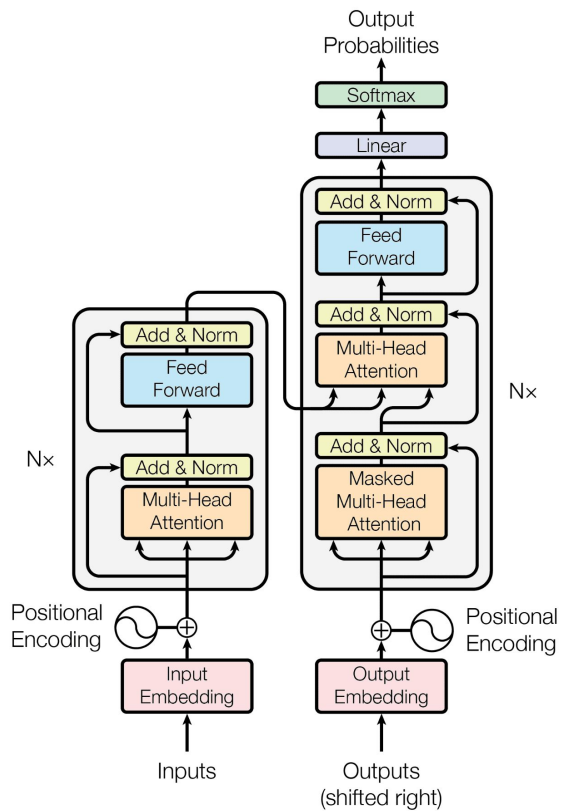 Output
Probabilities
Softmax
Linear
Add & Norm
Feed
Forward
Add & Norm
Multi-Head
Attention
Add & Norm
Masked
Multi-Head
Attention
N×
Add & Norm
Feed
Forward
Add & Norm
Multi-Head
Attention
N×
Positional
Encoding
Positional
Encoding
Input
Embedding
Output
Embedding
Inputs
Outputs
(shifted right)